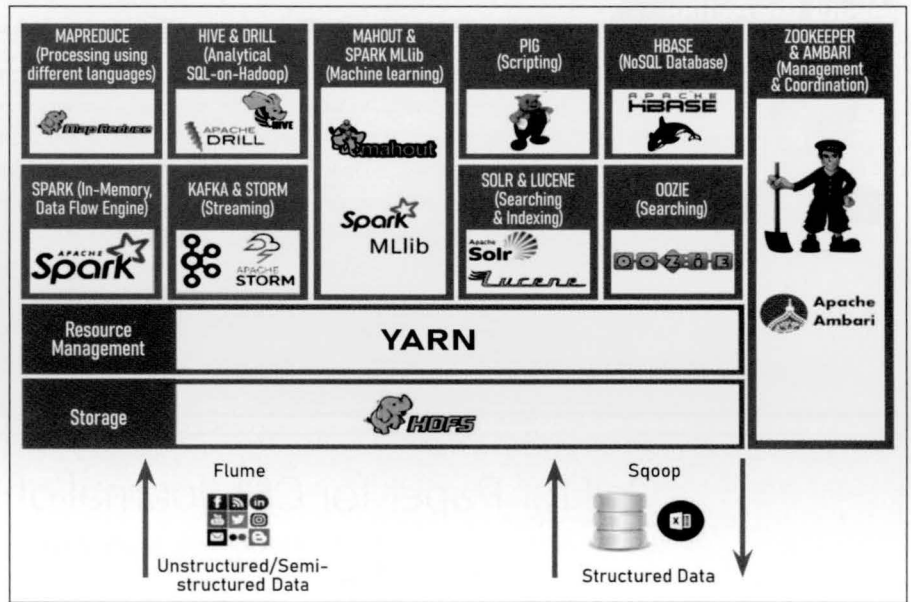 MAPREDUCE
(Processing using
different languages)
Map Reduce
HIVE & DRILL
(Analytical
SQL-on-Hadoop)
HIVE
APACHE
DRILL
MAHOUT &
SPARK MLlib
(Machine learning)
mahout
Spark
MLlib
PIG
(Scripting)
HBASE
(NoSQL Database)
APACHE
HBASE
ZOOKEEPER
& AMBARI
(Management
& Coordination)
Apache
Ambari
SPARK (In-Memory,
Data Flow Engine)
APACHE
Spark
KAFKA & STORM
(Streaming)
APACHE
STORM
SOLR & LUCENE
(Searching
& Indexing)
Apache
Solr
Lucene
OOZIE
(Searching)
OOZIE
Resource
Management
YARN
Storage
HDFS
Flume
Unstructured/Semi-
structured Data
Sqoop
Structured Data